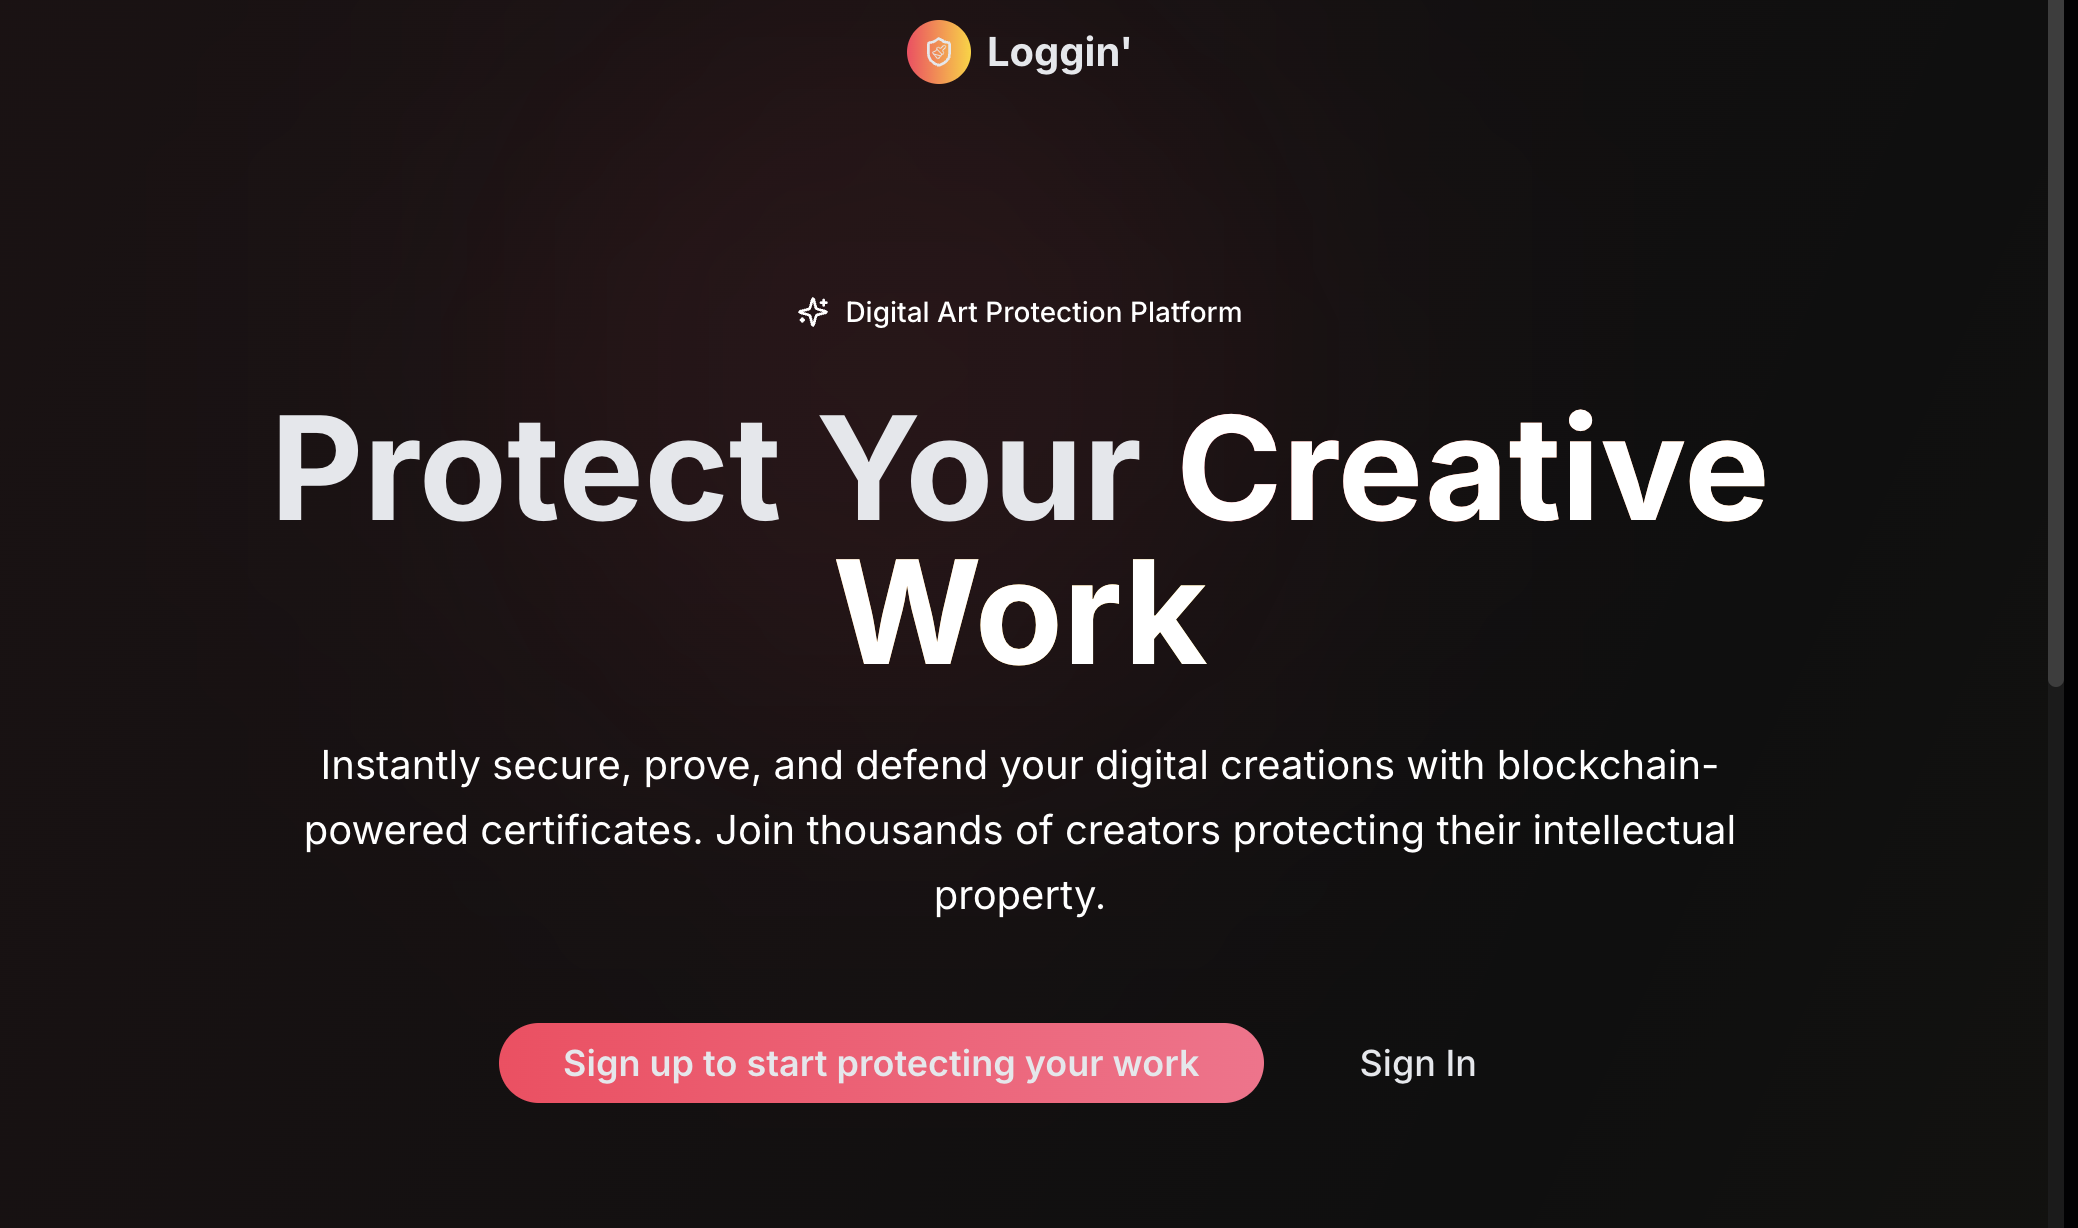 Loggin'
Digital Art Protection Platform
Protect Your Creative
Work
Instantly secure, prove, and defend your digital creations with blockchain-
powered certificates. Join thousands of creators protecting their intellectual
property.
Sign up to start protecting your work
Sign In